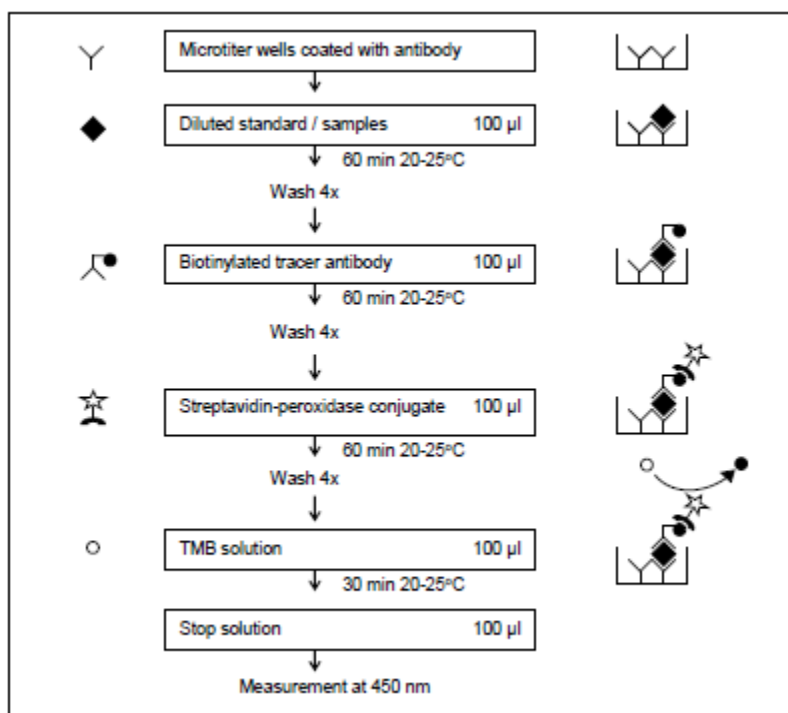 Microtiter wells coated with antibody
Diluted standard / samples 100 µl
60 min 20-25°C
Wash 4x
Biotinylated tracer antibody 100 µl
60 min 20-25°C
Wash 4x
Streptavidin-peroxidase conjugate 100 µl
60 min 20-25°C
Wash 4x
TMB solution 100 µl
30 min 20-25°C
Stop solution 100 µl
Measurement at 450 nm